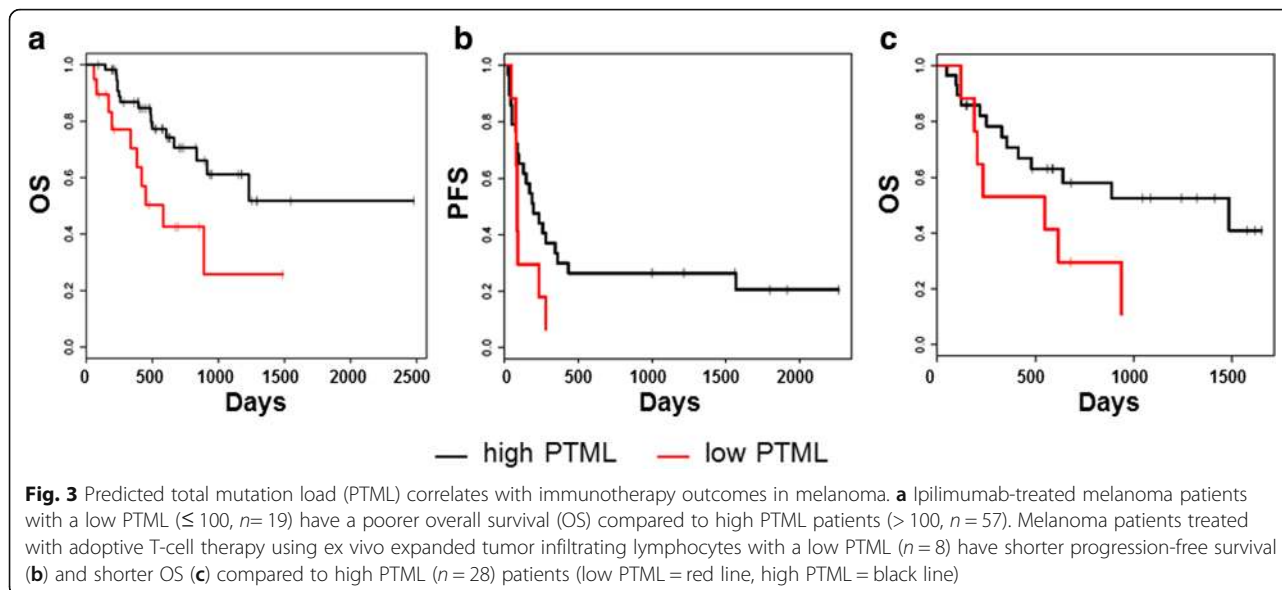 a
b
c
1.0
0.8
0.6
0.4
0.2
0.0
OS
0 500 1000 1500 2000 2500
Days
1.0
0.8
0.6
0.4
0.2
0.0
PFS
0 500 1000 1500 2000
Days
1.0
0.8
0.6
0.4
0.2
0.0
OS
0 500 1000 1500
Days
high PTML low PTML
Fig. 3 Predicted total mutation load (PTML) correlates with immunotherapy outcomes in melanoma. a Ipilimumab-treated melanoma patients
with a low PTML (≤ 100, n= 19) have a poorer overall survival (OS) compared to high PTML patients (> 100, n = 57). Melanoma patients treated
with adoptive T-cell therapy using ex vivo expanded tumor infiltrating lymphocytes with a low PTML (n = 8) have shorter progression-free survival
(b) and shorter OS (c) compared to high PTML (n = 28) patients (low PTML = red line, high PTML = black line)